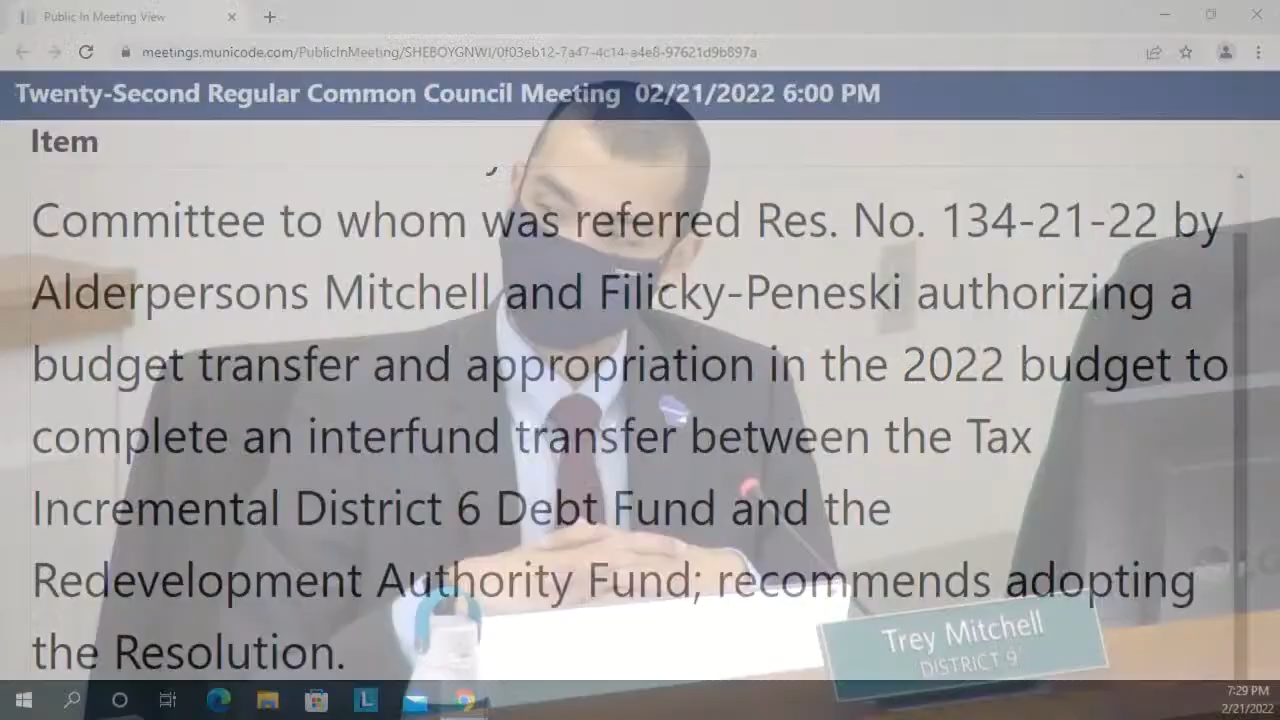 Public In Meeting View
meetings.municode.com/PublicInMeeting/SHEBOYGNWI/0f03eb12-7a47-4c14-a4e8-97621d9b897a
Twenty-Second Regular Common Council Meeting 02/21/2022 6:00 PM
Item
Committee to whom was referred Res. No. 134-21-22 by
Alderpersons Mitchell and Filicky-Peneski authorizing a
budget transfer and appropriation in the 2022 budget to
complete an interfund transfer between the Tax
Incremental District 6 Debt Fund and the
Redevelopment Authority Fund; recommends adopting
the Resolution.
Trey Mitchell
DISTRICT 9
7:29 PM
2/21/2022